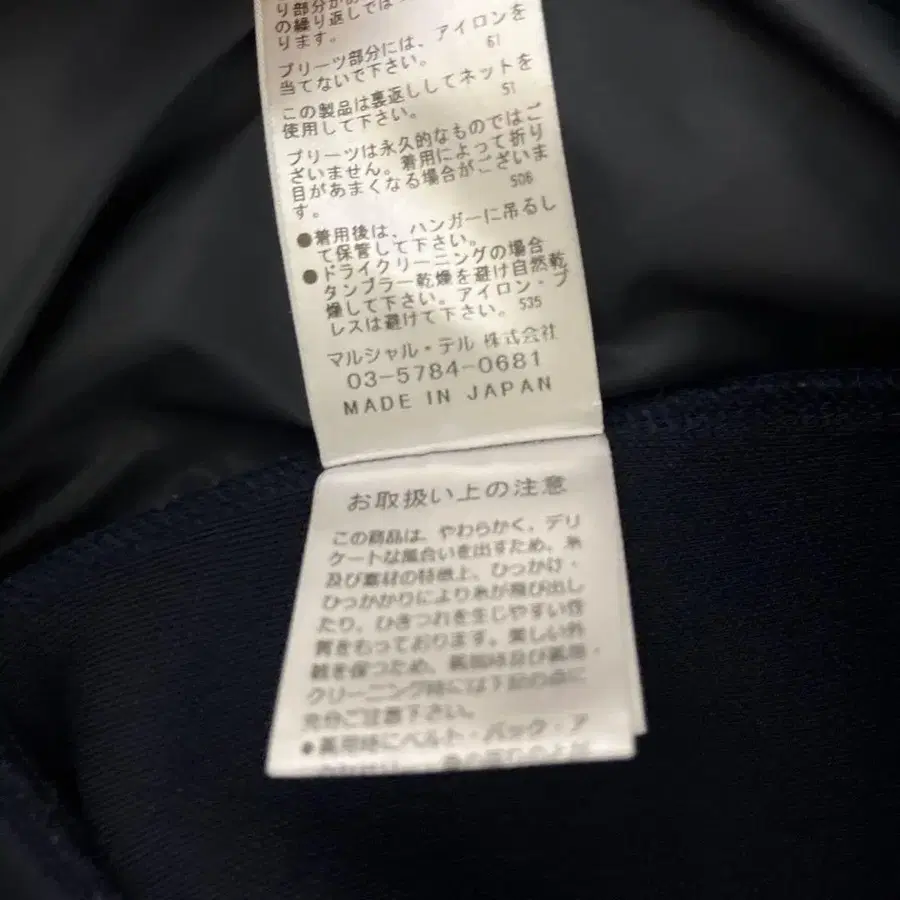 り部分が
の繰り返しでは
ります。
プリーツ部分には、アイロンを
当てないで下さい。 61
この製品は裏返ししてネットを
使用して下さい。 51
プリーツは永久的なものではご
ざいません。着用によって折り
目があまくなる場合がございま
す。 506
●着用後は、ハンガーに吊るし
て保管して下さい。
●ドライクリーニングの場合
タンブラー乾燥を避け自然乾
燥して下さい。アイロン・プ
レスは避けて下さい。 535
マルシャル・テル 株式会社
03-5784-0681
MADE IN JAPAN
お取扱い上の注意
この商品は、やわらかく、デリ
ケートな風合いを出すため、糸
及び素材の特徴上、ひっかけ・
ひっかかりにより糸が飛び出し
たり、ひきつれを生じやすい性
質をもっております。美しい外
観を保つため、着用時及び着用・
クリーニング時には下記の点に
充分ご注意下さい。
●着用時にベルト・バック・ア